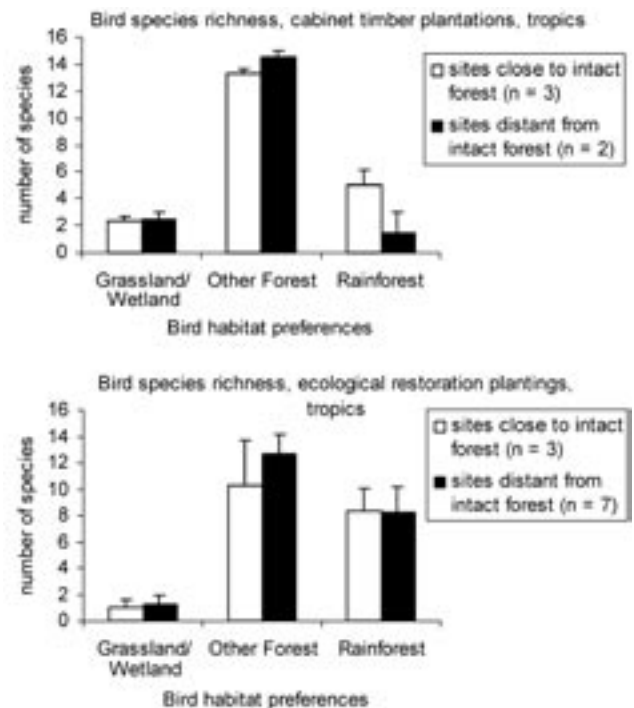 Bird species richness, cabinet timber plantations, tropics
16
14
12
10
8
6
4
2
0
number of species
Grassland/
Wetland
Other Forest
Rainforest
Bird habitat preferences
sites close to intact
forest (n = 3)
sites distant from
intact forest (n = 2)
Bird species richness, ecological restoration plantings,
tropics
16
14
12
10
8
6
4
2
0
number of species
Grassland/
Wetland
Other Forest
Rainforest
Bird habitat preferences
sites close to intact
forest (n = 3)
sites distant from
intact forest (n = 7)